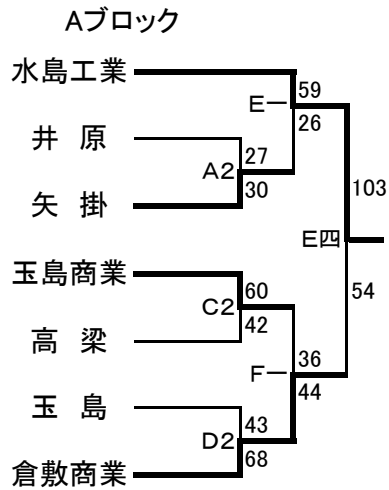 Aブロック
水島工業
59
E一
26
井　原
27
A2
30
矢　掛
103
E四
54
玉島商業
60
C2
42
高　梁
36
F一
44
玉　島
43
D2
68
倉敷商業